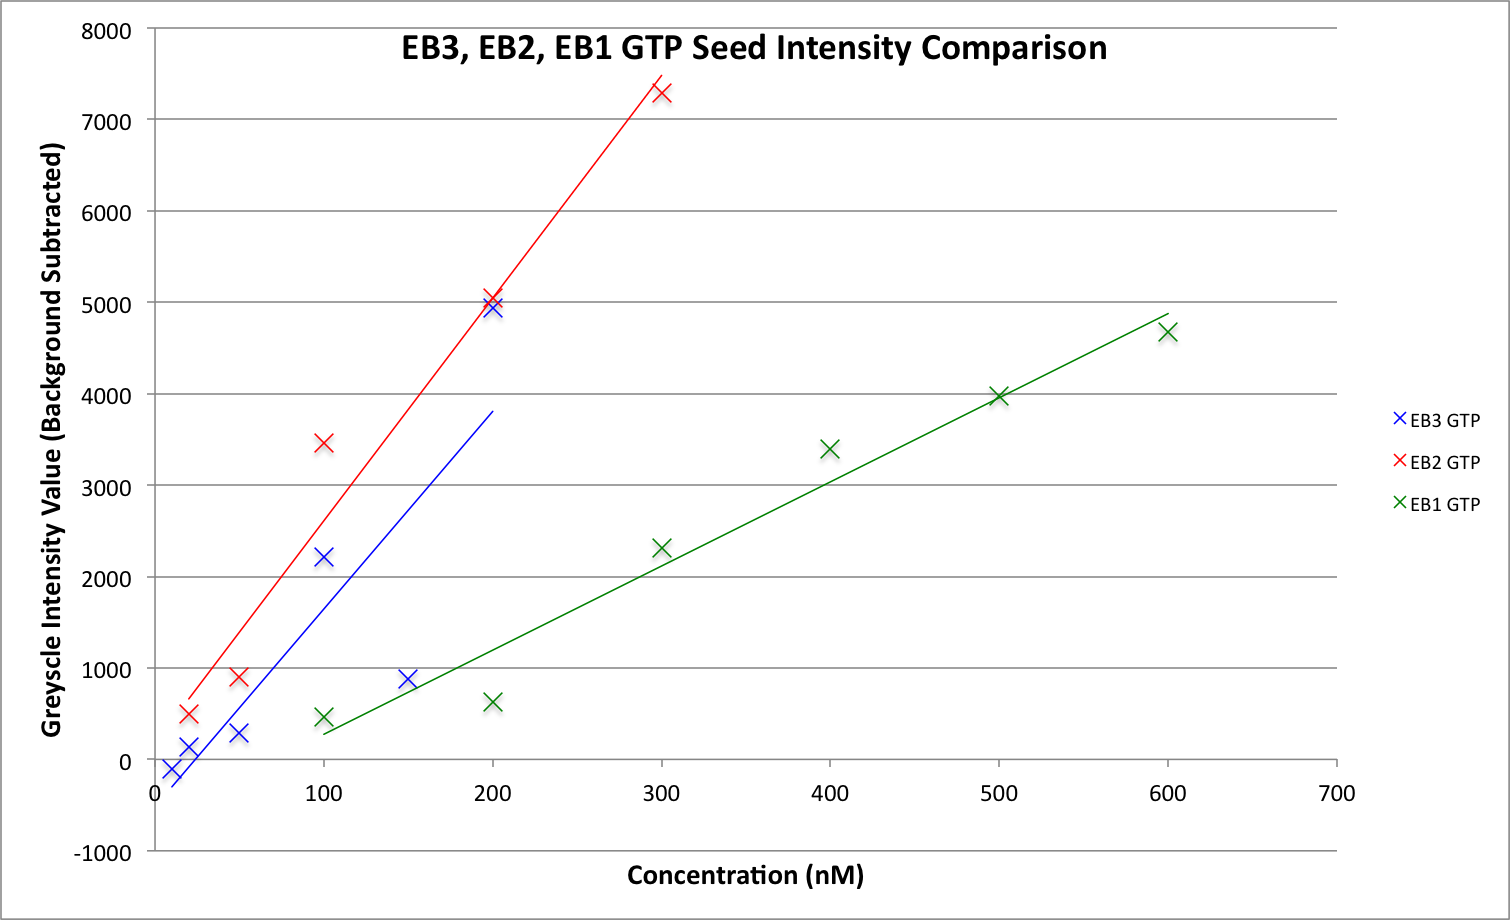 EB3, EB2, EB1 GTP Seed Intensity Comparison
8000
7000
6000
5000
4000
3000
2000
1000
0
-1000
Greyscle Intensity Value (Background Subtracted)
0 100 200 300 400 500 600 700
Concentration (nM)
EB3 GTP
EB2 GTP
EB1 GTP